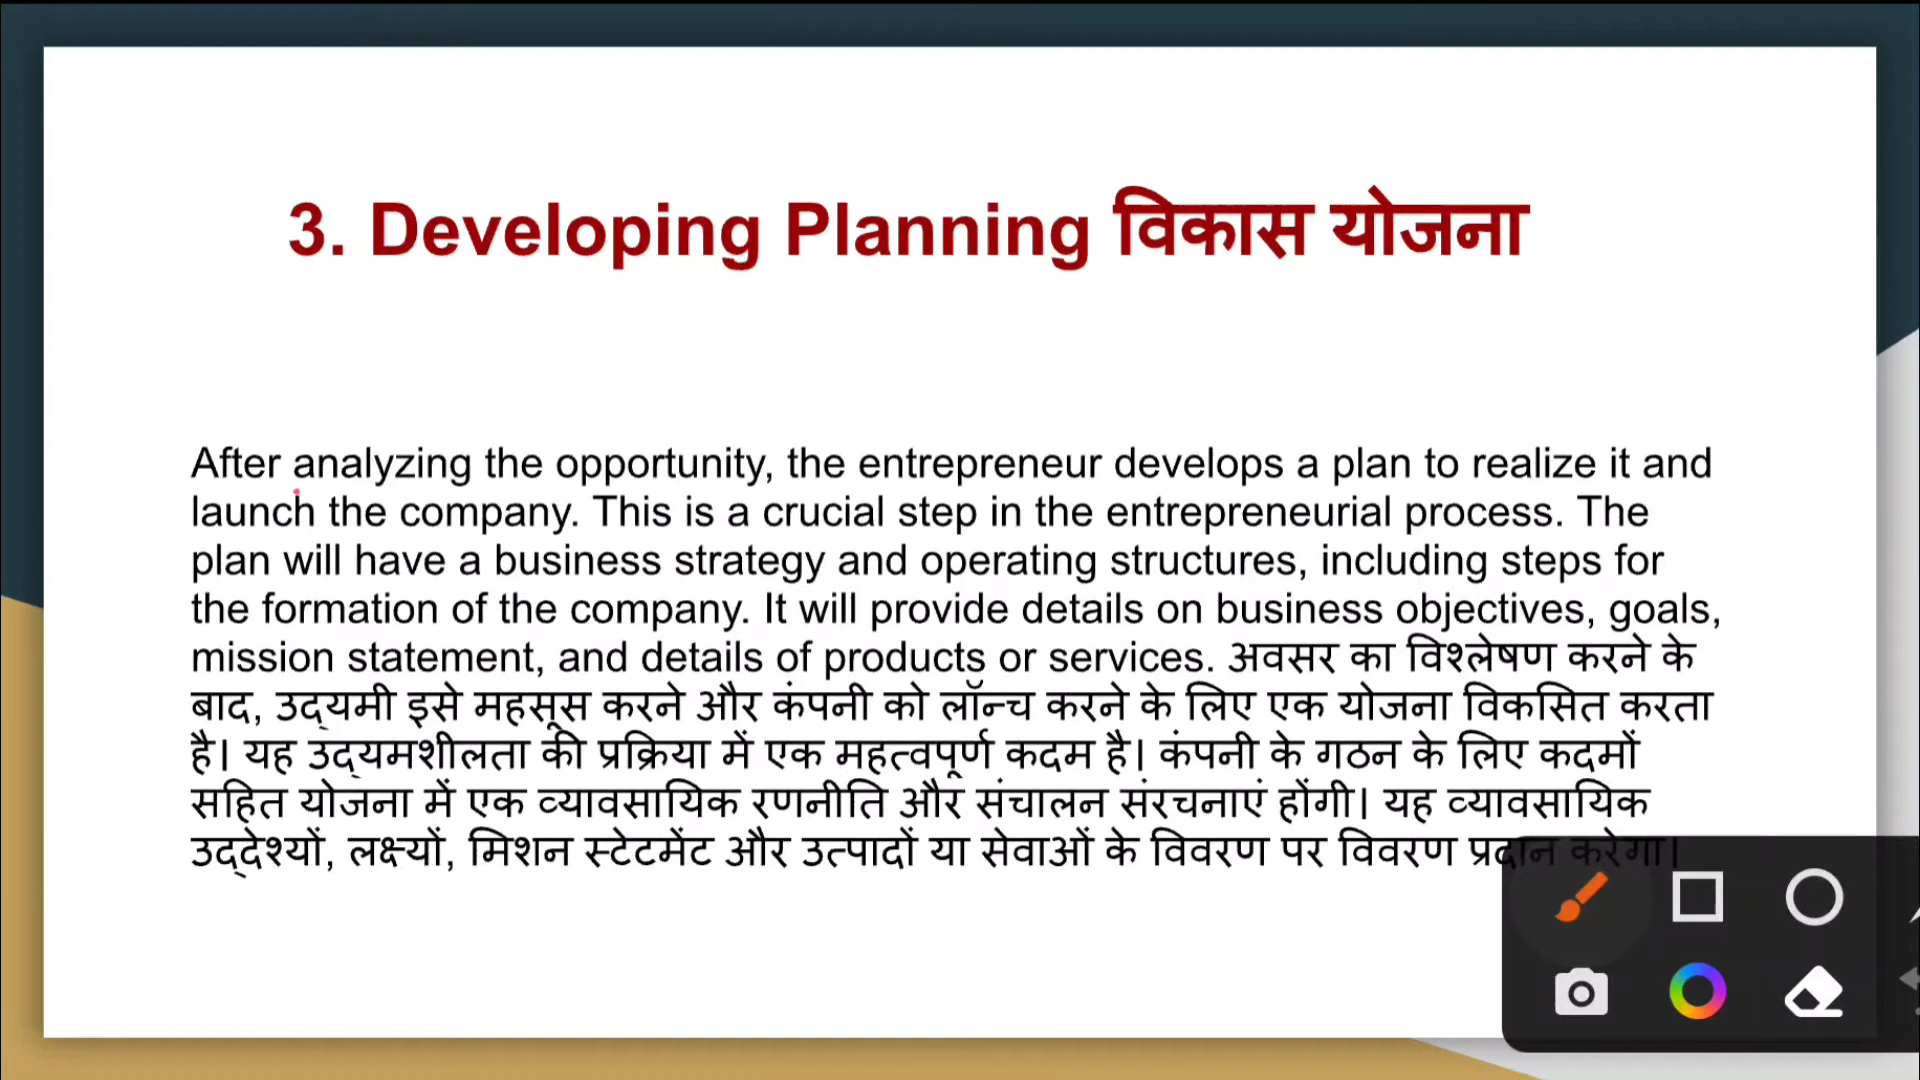 3. Developing Planning विकास योजना
After analyzing the opportunity, the entrepreneur develops a plan to realize it and
launch the company. This is a crucial step in the entrepreneurial process. The
plan will have a business strategy and operating structures, including steps for
the formation of the company. It will provide details on business objectives, goals,
mission statement, and details of products or services. अवसर का विश्लेषण करने के
बाद, उद्यमी इसे महसूस करने और कंपनी को लॉन्च करने के लिए एक योजना विकसित करता
है। यह उद्यमशीलता की प्रक्रिया में एक महत्वपूर्ण कदम है। कंपनी के गठन के लिए कदमों
सहित योजना में एक व्यावसायिक रणनीति और संचालन संरचनाएं होंगी। यह व्यावसायिक
उद्देश्यों, लक्ष्यों, मिशन स्टेटमेंट और उत्पादों या सेवाओं के विवरण पर विवरण प्रदान करेगा।